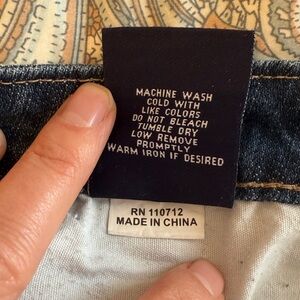 MACHINE WASH
COLD WITH
LIKE COLORS
DO NOT BLEACH
TUMBLE DRY
LOW REMOVE
PROMPTLY
WARM IRON IF DESIRED
RN 110712
MADE IN CHINA